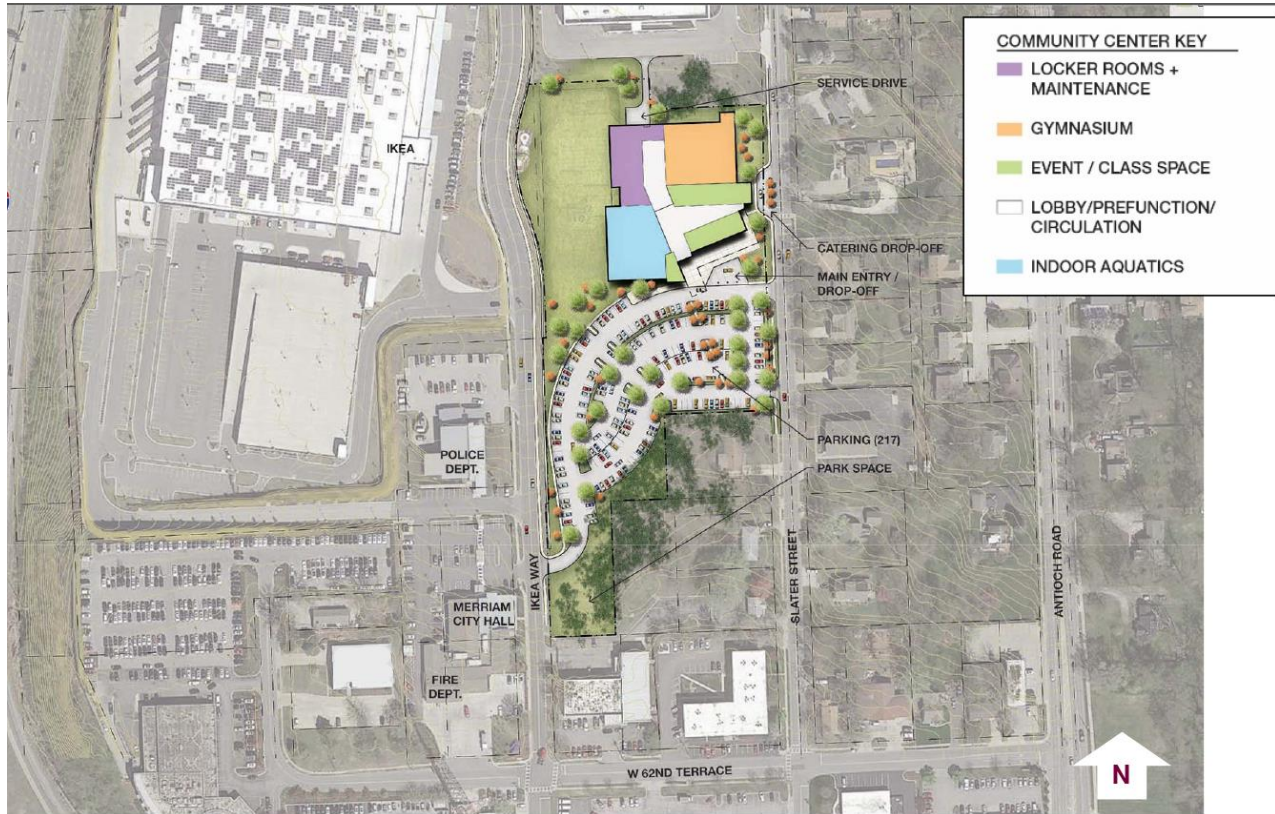 COMMUNITY CENTER KEY
LOCKER ROOMS +
MAINTENANCE
GYMNASIUM
EVENT / CLASS SPACE
LOBBY/PREFUNCTION/
CIRCULATION
INDOOR AQUATICS
SERVICE DRIVE
IKEA
CATERING DROP-OFF
MAIN ENTRY /
DROP-OFF
PARKING (217)
POLICE
DEPT.
PARK SPACE
IKEA WAY
SLATER STREET
ANTIOCH ROAD
MERRIAM
CITY HALL
FIRE
DEPT.
W 62ND TERRACE
N